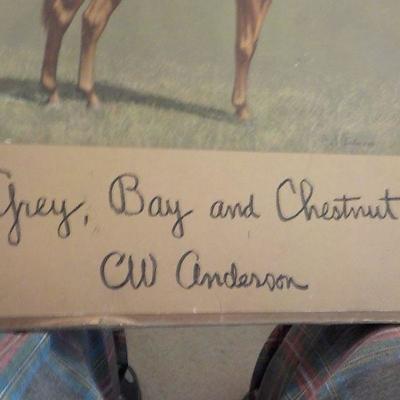 Grey, Bay and Chestnut
CW Anderson